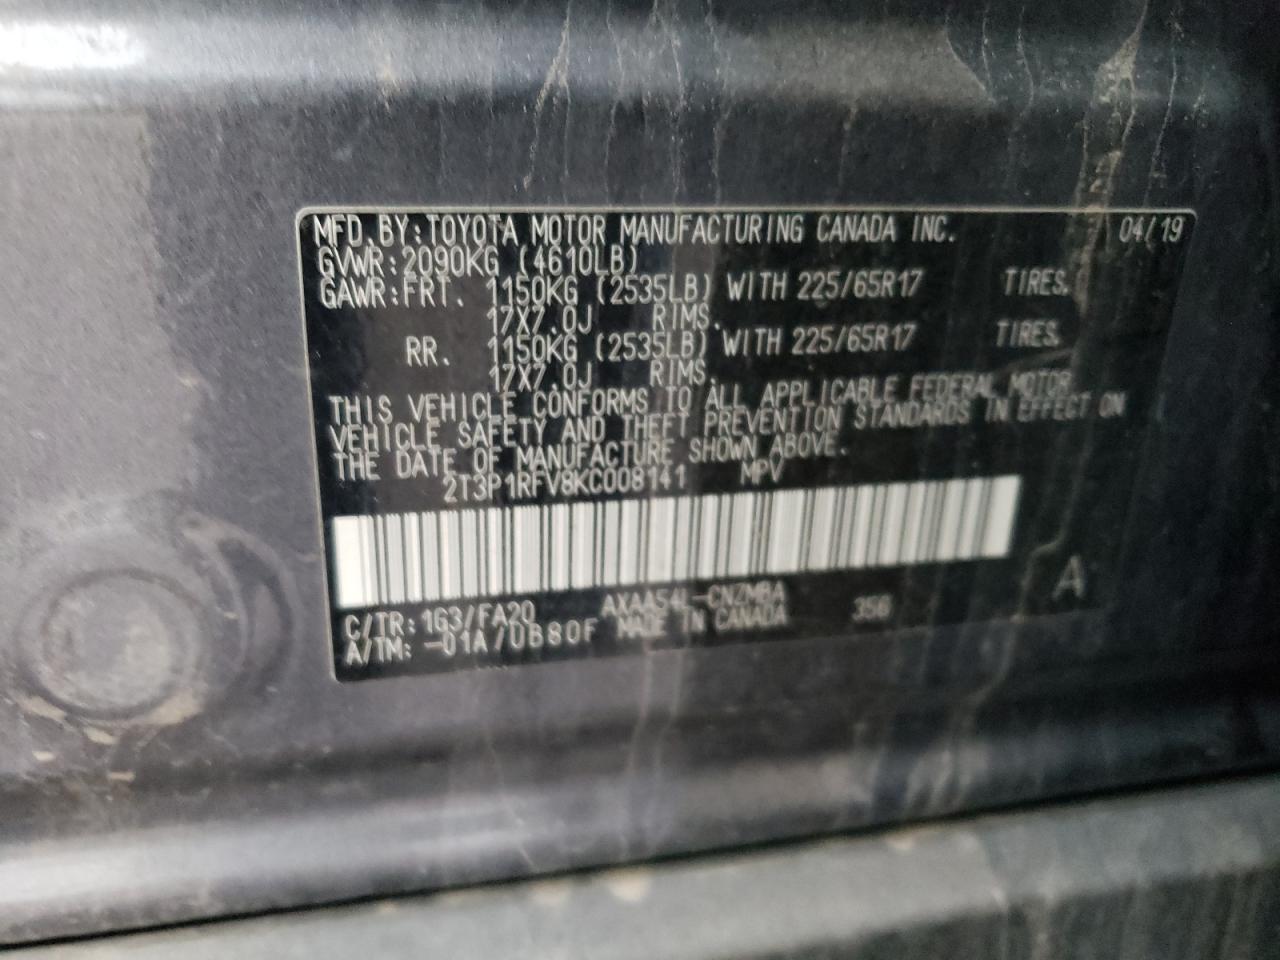 MFD. BY: TOYOTA MOTOR MANUFACTURING CANADA INC. 04/19
GVWR: 2090KG (4610LB)
GAWR: FRT. 1150KG (2535LB) WITH 225/65R17 TIRES,
17X7.0J RIMS.
RR. 1150KG (2535LB) WITH 225/65R17 TIRES,
17X7.0J RIMS.
THIS VEHICLE CONFORMS TO ALL APPLICABLE FEDERAL MOTOR
VEHICLE SAFETY AND THEFT PREVENTION STANDARDS IN EFFECT ON
THE DATE OF MANUFACTURE SHOWN ABOVE.
2T3P1RFV8KC008141 MPV
A
C/TR: 1G3/FA20 AXAA54L-CNZMBA 356
A/TM: -01A/DB80F MADE IN CANADA